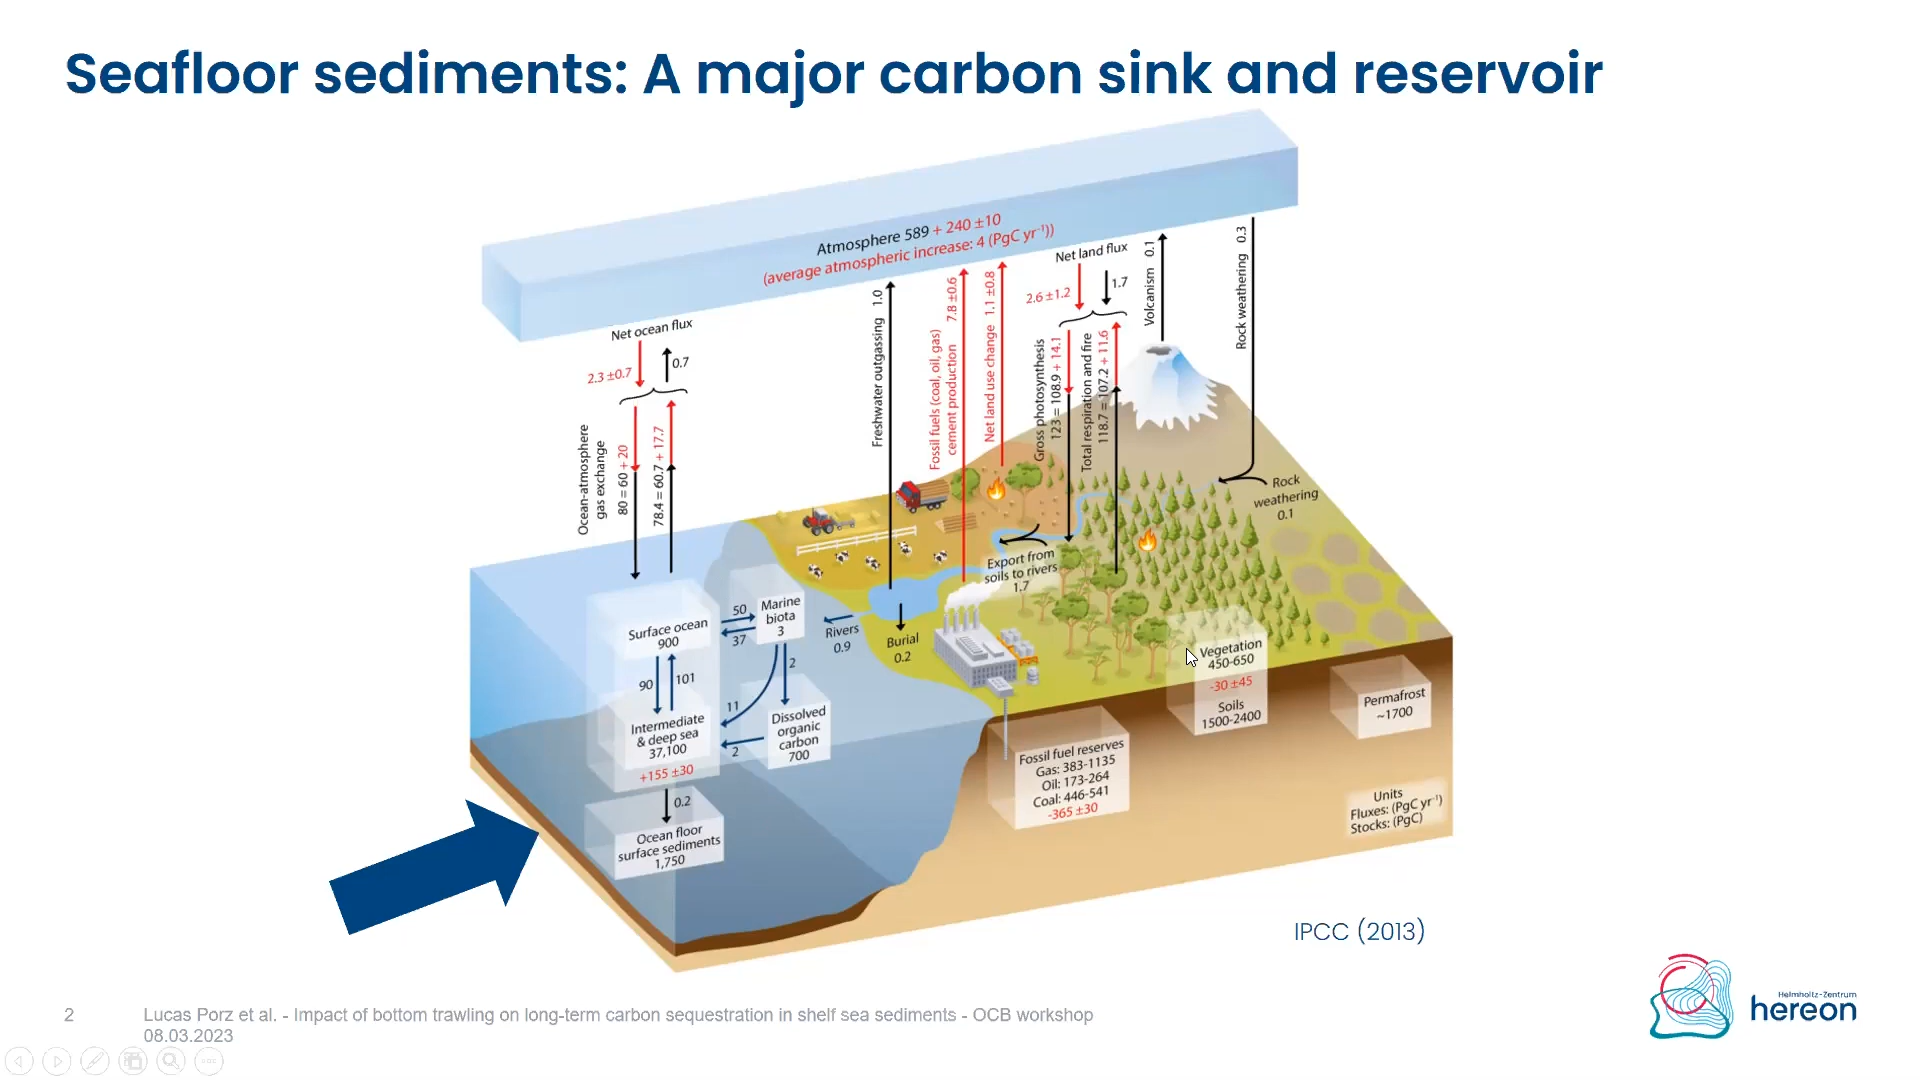 Seafloor sediments: A major carbon sink and reservoir
Atmosphere 589 + 240 ±10
(average atmospheric increase: 4 (PgC yr⁻¹))
Net ocean flux
2.3 ±0.7
0.7
Ocean-atmosphere
gas exchange
80 = 60 + 20
78.4 = 60.7 + 17.7
Freshwater outgassing 1.0
Fossil fuels (coal, oil, gas)
cement production 7.8 ±0.6
Net land use change 1.1 ±0.8
Net land flux
2.6 ±1.2
1.7
Gross photosynthesis
123 = 108.9 + 14.1
Total respiration and fire
118.7 = 107.2 + 11.6
Volcanism 0.1
Rock weathering 0.3
Rock
weathering
0.1
Export from
soils to rivers
1.7
Surface ocean
900
50
37
Marine
biota
3
Rivers
0.9
Burial
0.2
90
101
2
11
2
Intermediate
& deep sea
37,100
+155 ±30
Dissolved
organic
carbon
700
0.2
Ocean floor
surface sediments
1,750
Fossil fuel reserves
Gas: 383-1135
Oil: 173-264
Coal: 446-541
-365 ±30
Vegetation
450-650
-30 ±45
Soils
1500-2400
Permafrost
~1700
Units
Fluxes: (PgC yr⁻¹)
Stocks: (PgC)
IPCC (2013)
2
Lucas Porz et al. - Impact of bottom trawling on long-term carbon sequestration in shelf sea sediments - OCB workshop
08.03.2023
Helmholtz-Zentrum
hereon